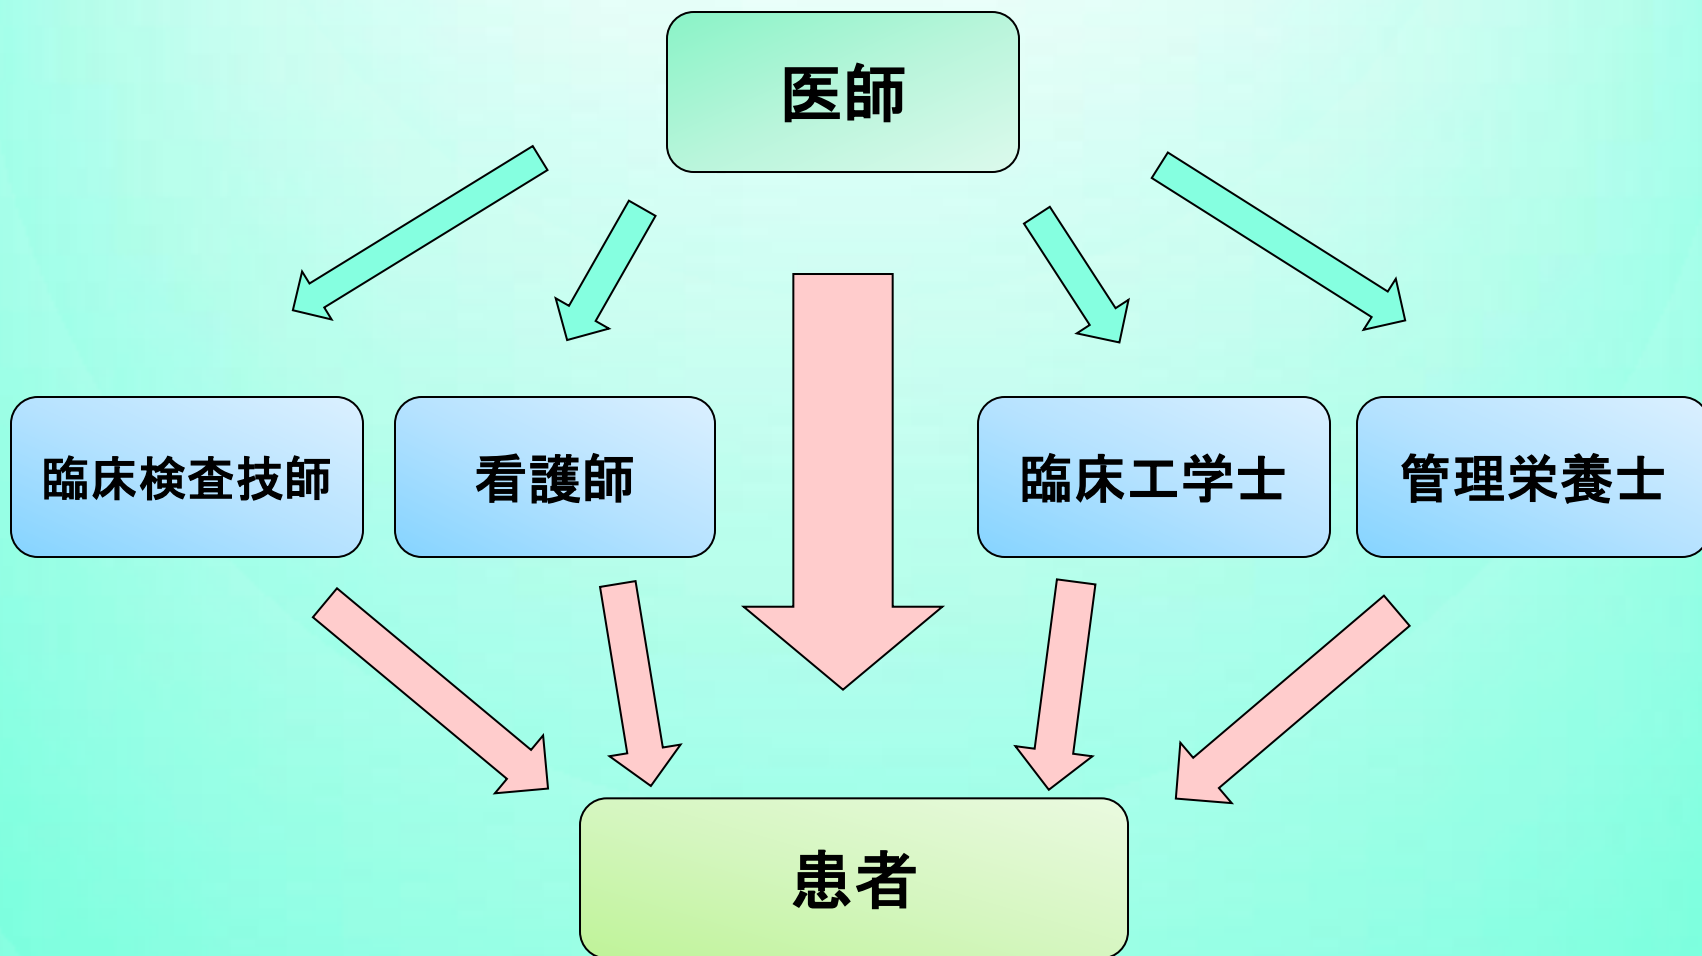 医師
臨床検査技師
看護師
臨床工学士
管理栄養士
患者